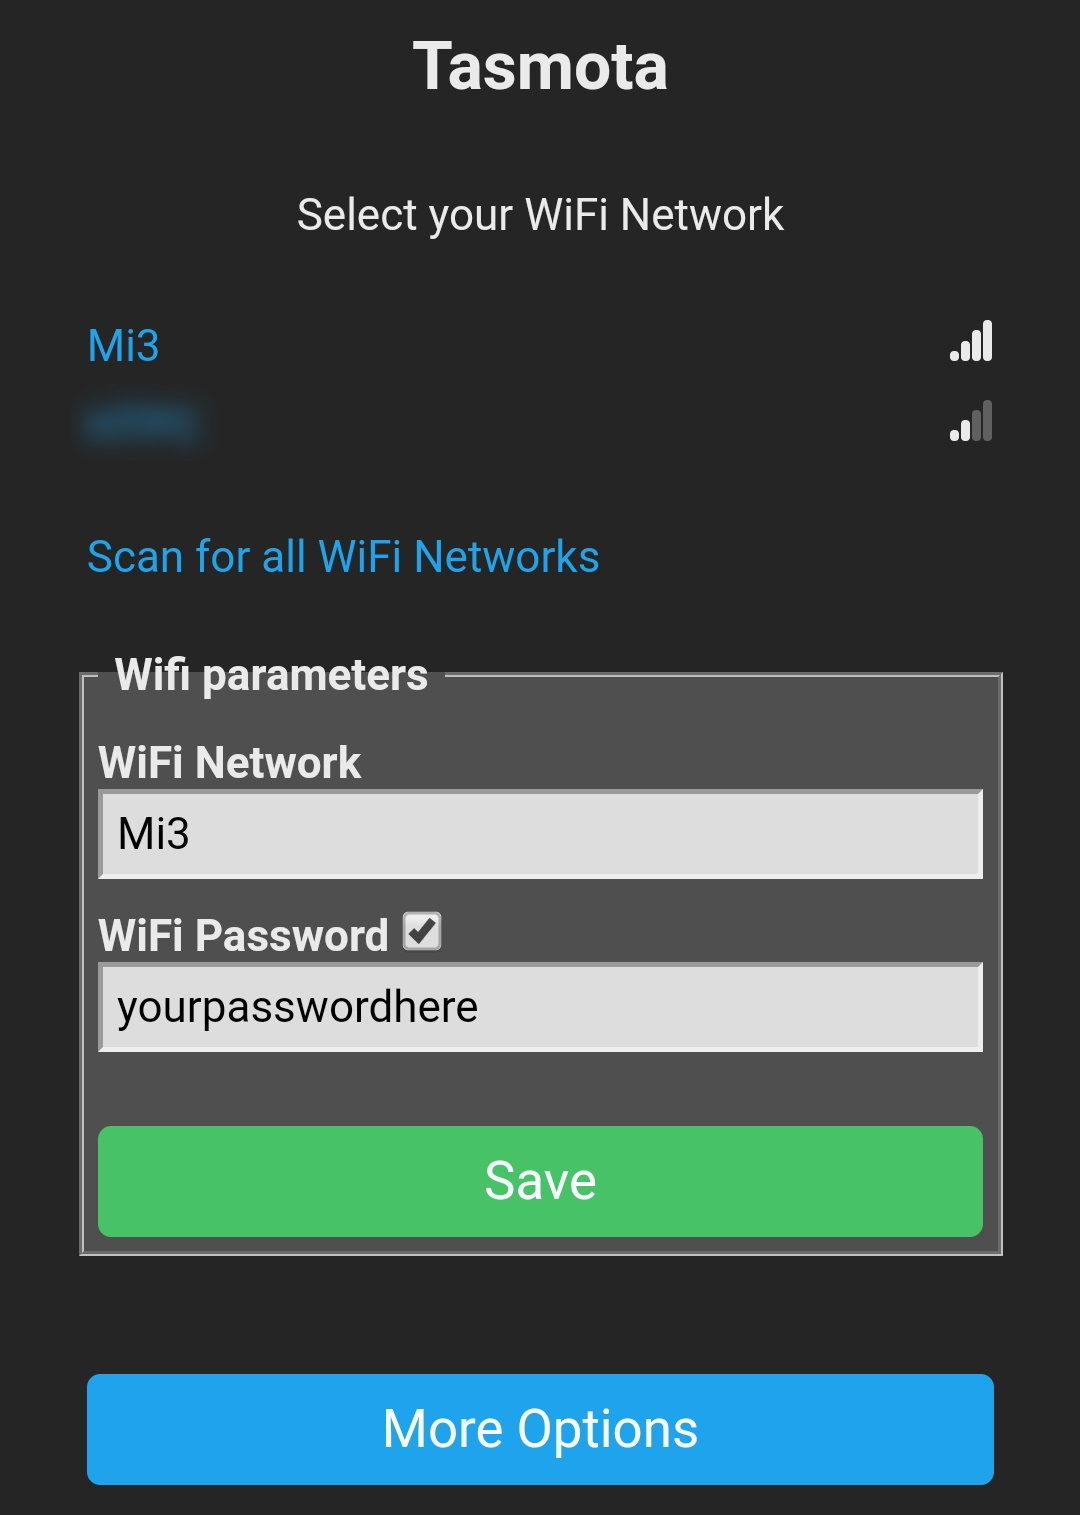 Tasmota
Select your WiFi Network
Mi3
Scan for all WiFi Networks
Wifi parameters
WiFi Network
Mi3
WiFi Password
yourpasswordhere
Save
More Options